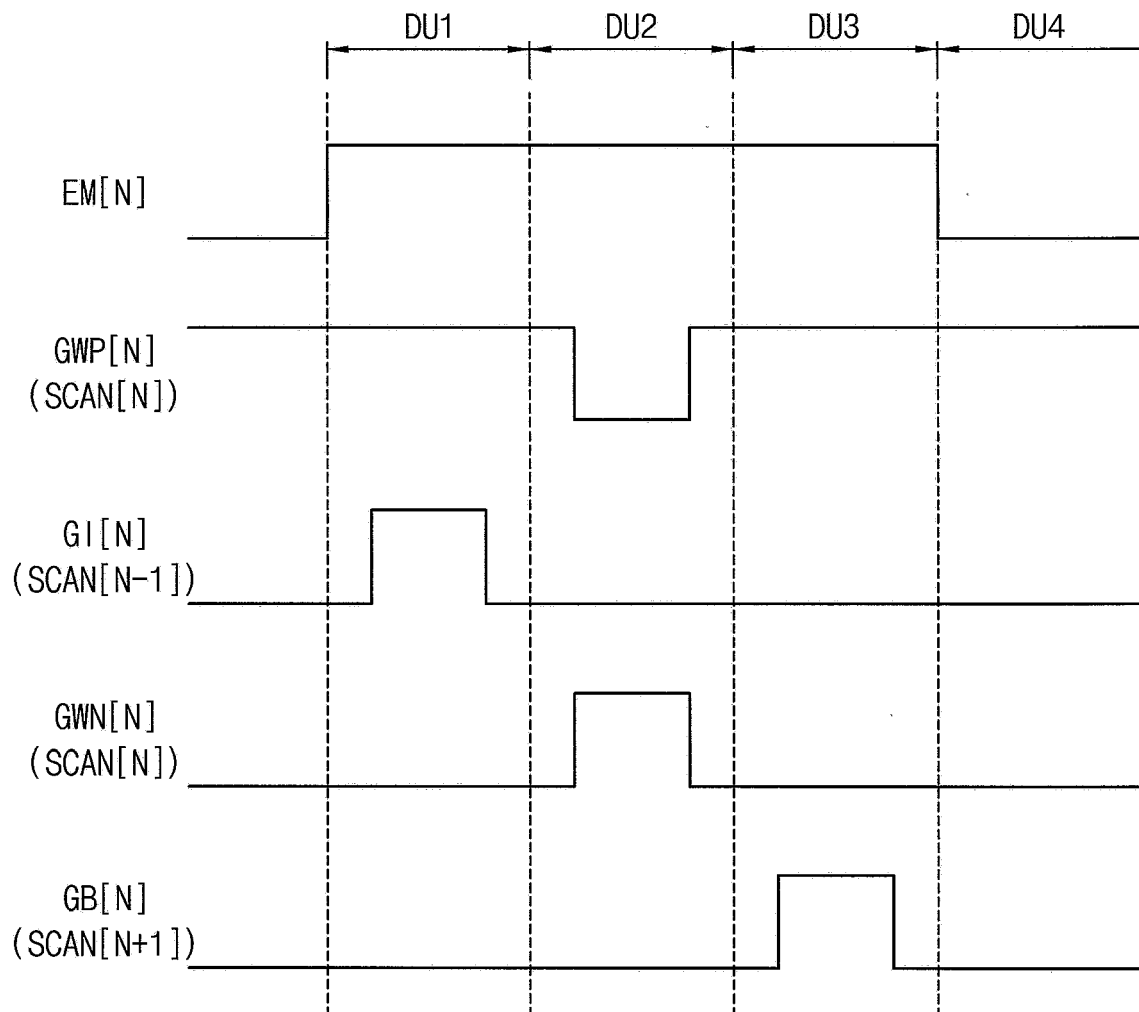 DU1 DU2 DU3 DU4
EM[N]
GWP[N]
(SCAN[N])
GI[N]
(SCAN[N-1])
GWN[N]
(SCAN[N])
GB[N]
(SCAN[N+1])